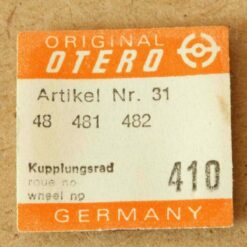 ORIGINAL
OTERO
Artikel Nr. 31
48 481 482
Kupplungsrad
roue no
wheel no
410
GERMANY